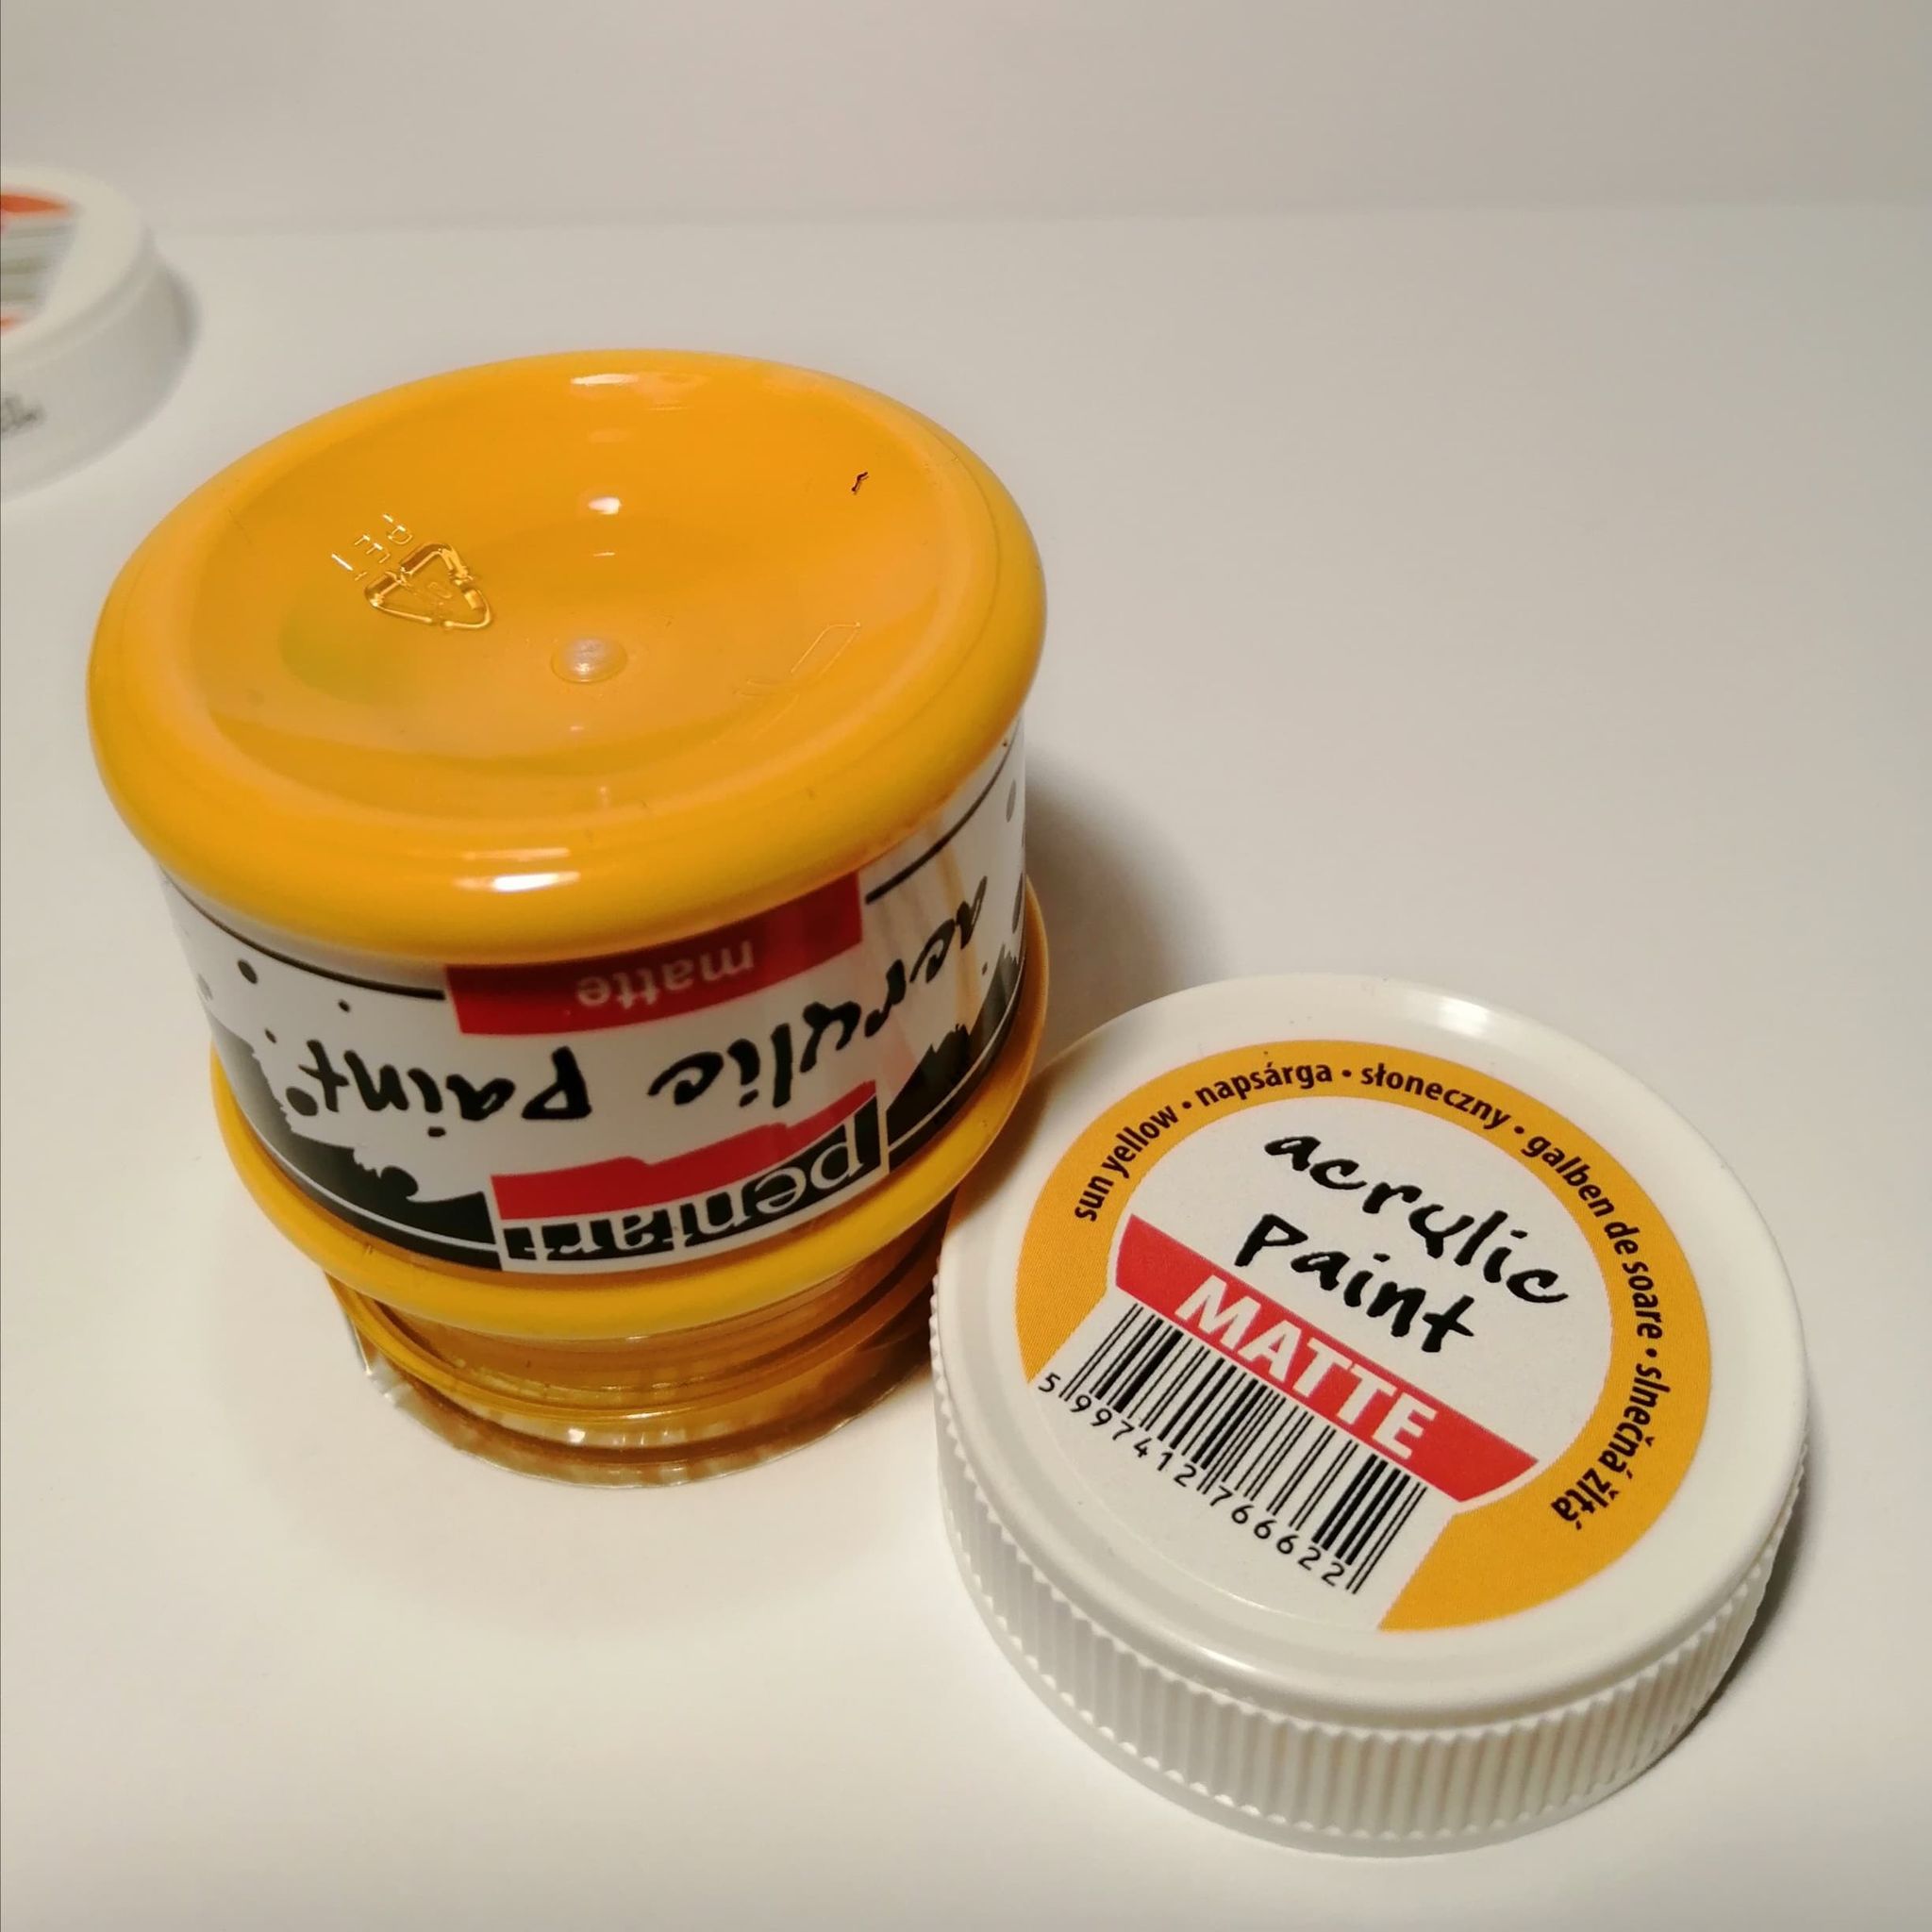 PET
matte
acrylic paint
pentart
sun yellow • napsárga • słoneczny • galben de soare • slnečná žltá
acrylic
paint
MATTE
5 997412 766622